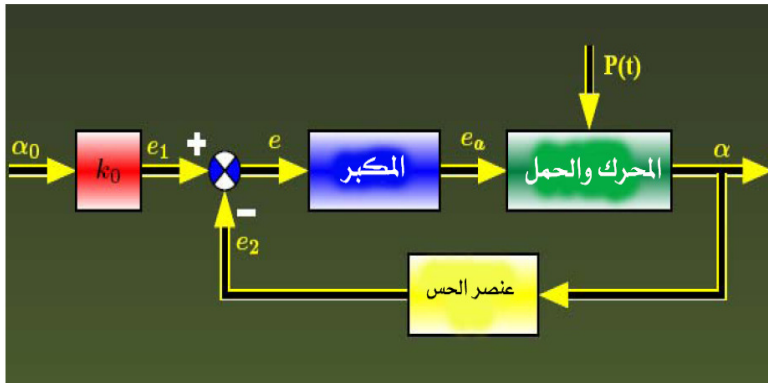 P(t)
α₀
k₀
e₁
+
e
المكبر
eₐ
المحرك والحمل
α
−
e₂
عنصر الحس